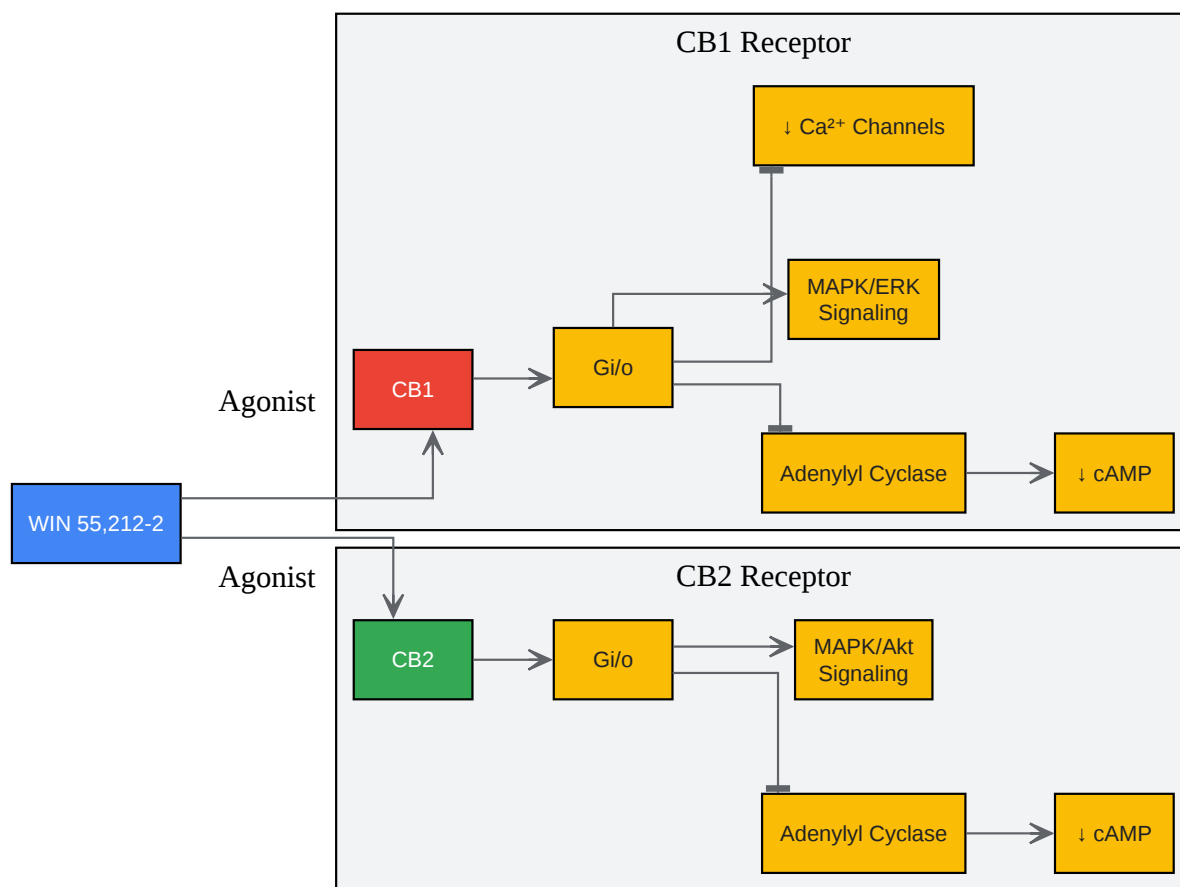 CB1 Receptor
↓ Ca²⁺ Channels
MAPK/ERK
Signaling
Gi/o
CB1
Agonist
Adenylyl Cyclase
↓ cAMP
WIN 55,212-2
Agonist
CB2 Receptor
CB2
Gi/o
MAPK/Akt
Signaling
Adenylyl Cyclase
↓ cAMP